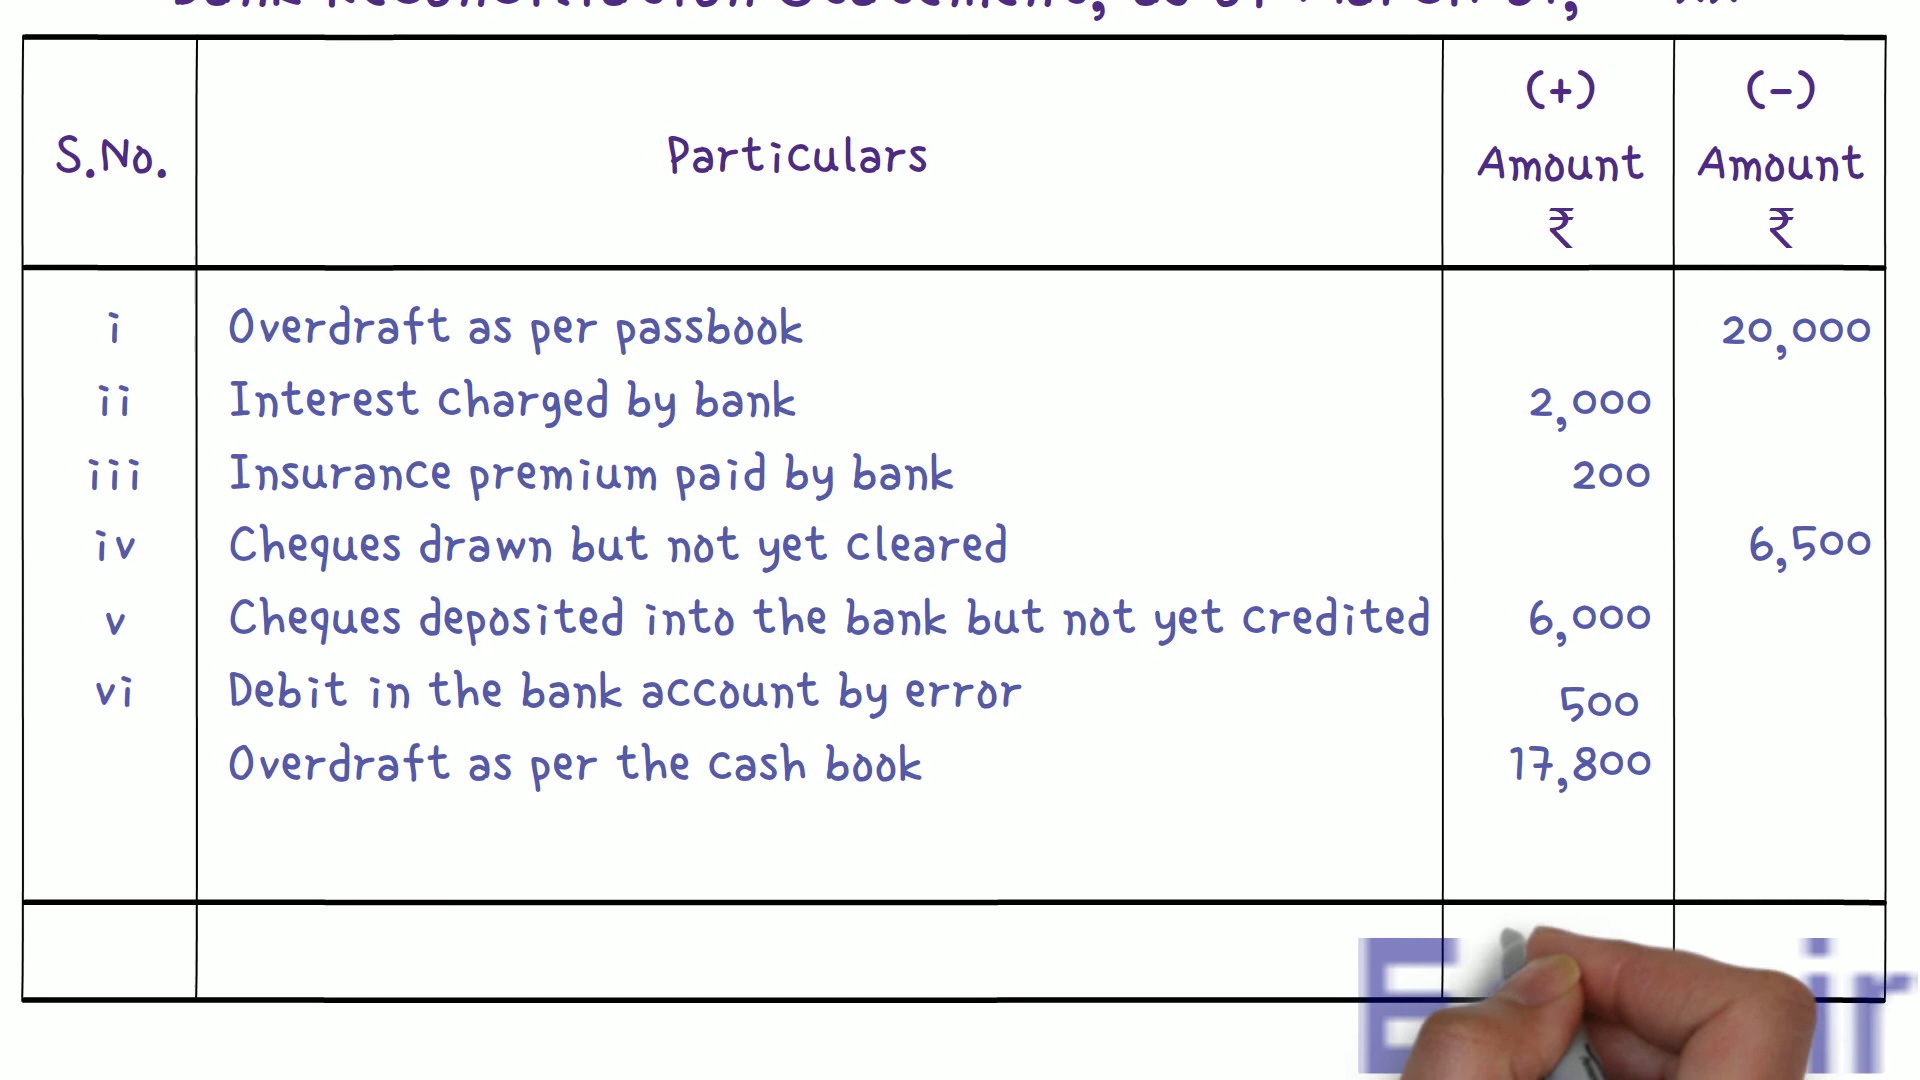 S.No.
Particulars
(+)
Amount
₹
(-)
Amount
₹
i Overdraft as per passbook 20,000
ii Interest charged by bank 2,000
iii Insurance premium paid by bank 200
iv Cheques drawn but not yet cleared 6,500
v Cheques deposited into the bank but not yet credited 6,000
vi Debit in the bank account by error 500
Overdraft as per the cash book 17,800